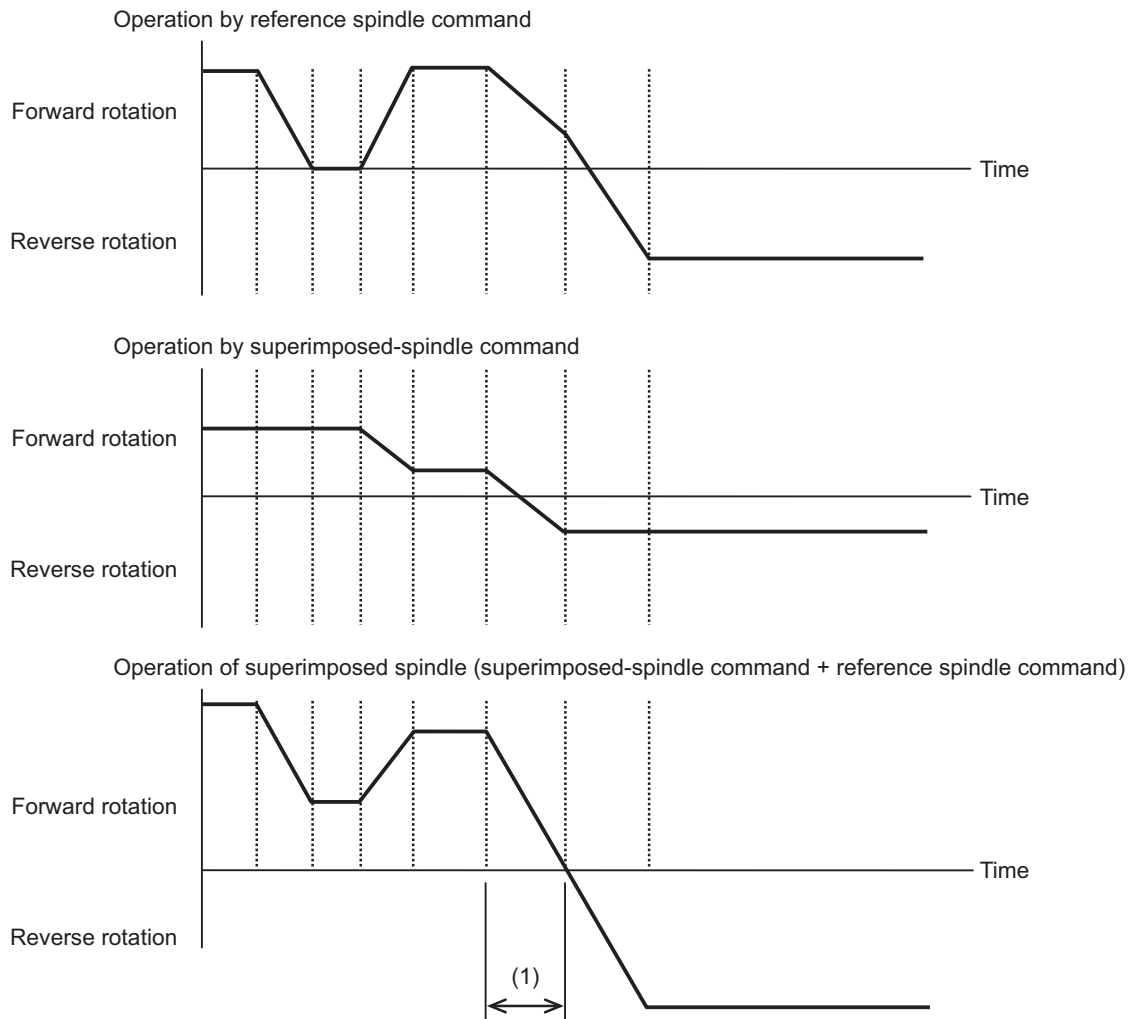 Operation by reference spindle command
Forward rotation
Time
Reverse rotation
Operation by superimposed-spindle command
Forward rotation
Time
Reverse rotation
Operation of superimposed spindle (superimposed-spindle command + reference spindle command)
Forward rotation
Time
Reverse rotation
(1)